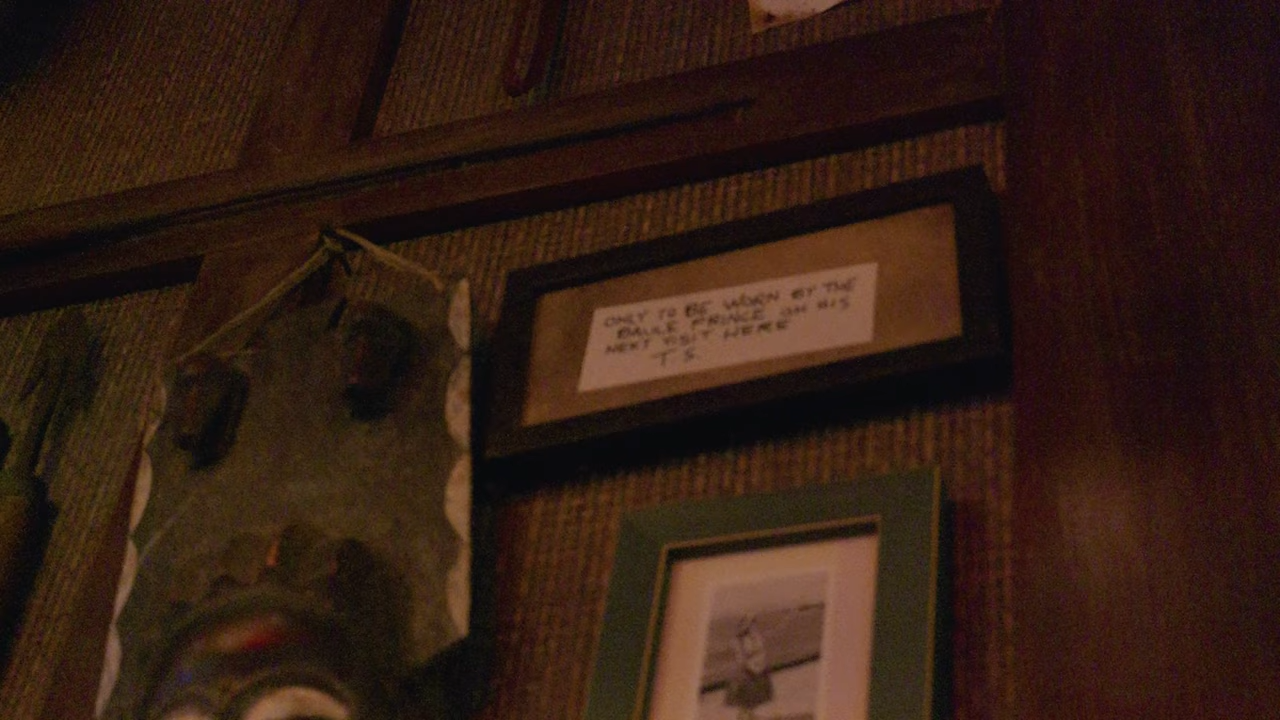 ONLY TO BE WORN BY THE
BAULE PRINCE ON HIS
NEXT VISIT HERE
T S.